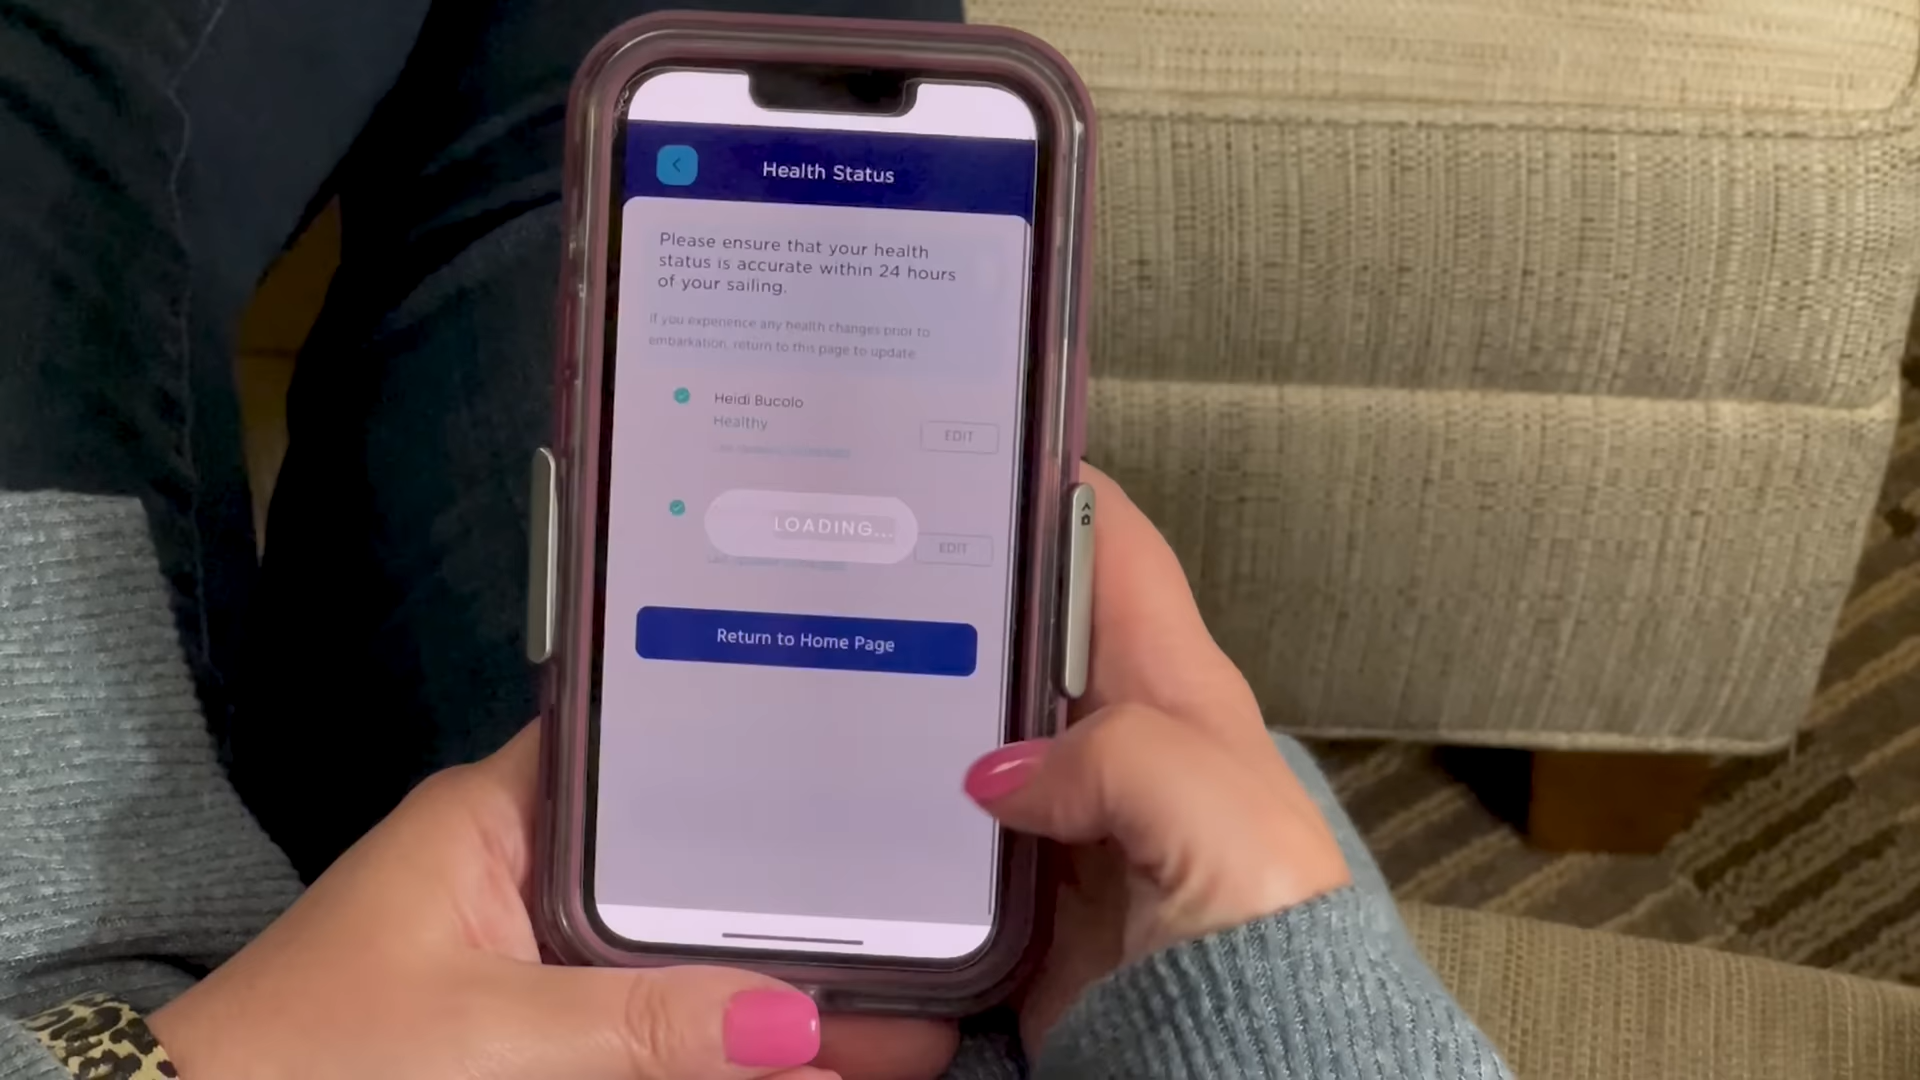 Health Status
Please ensure that your health
status is accurate within 24 hours
of your sailing.
If you experience any health changes prior to
embarkation, return to this page to update
Heidi Bucolo
Healthy
EDIT
LOADING...
EDIT
Return to Home Page